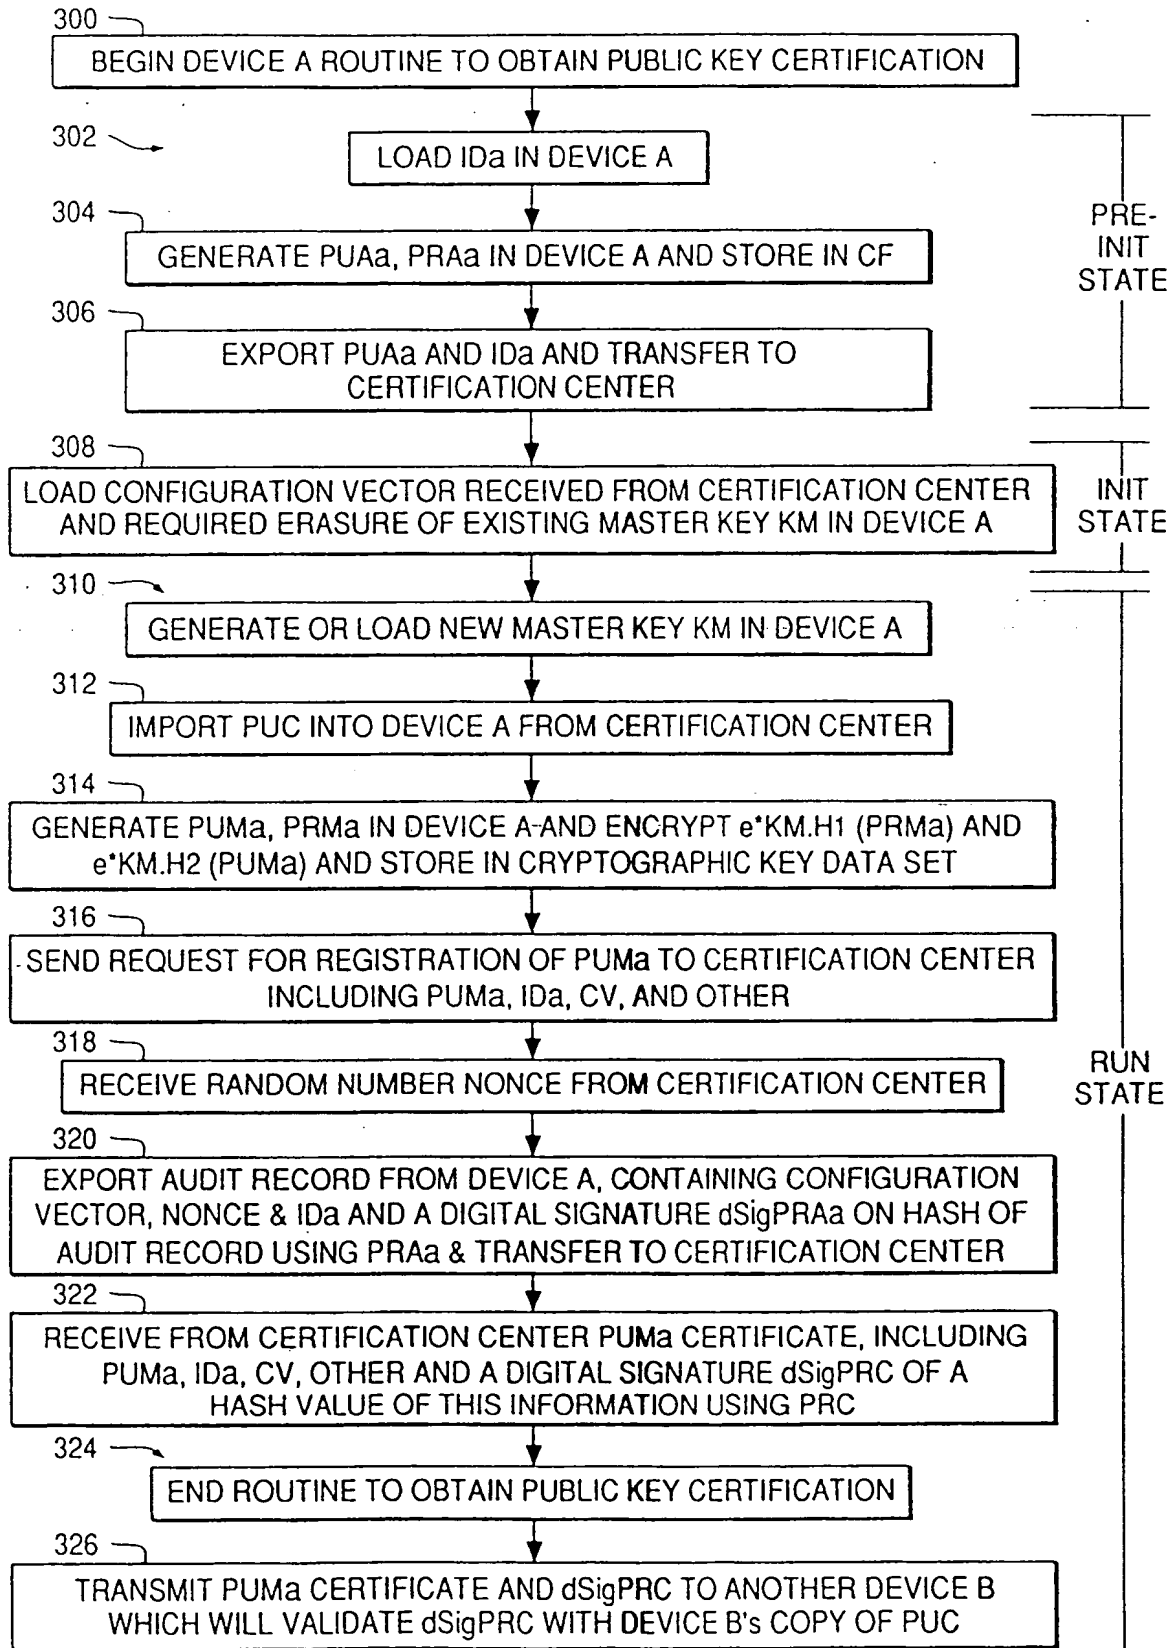 300
BEGIN DEVICE A ROUTINE TO OBTAIN PUBLIC KEY CERTIFICATION
302
LOAD IDa IN DEVICE A
304
GENERATE PUAa, PRAa IN DEVICE A AND STORE IN CF
306
EXPORT PUAa AND IDa AND TRANSFER TO
CERTIFICATION CENTER
PRE-
INIT
STATE
308
LOAD CONFIGURATION VECTOR RECEIVED FROM CERTIFICATION CENTER
AND REQUIRED ERASURE OF EXISTING MASTER KEY KM IN DEVICE A
INIT
STATE
310
GENERATE OR LOAD NEW MASTER KEY KM IN DEVICE A
312
IMPORT PUC INTO DEVICE A FROM CERTIFICATION CENTER
314
GENERATE PUMa, PRMa IN DEVICE A AND ENCRYPT e*KM.H1 (PRMa) AND
e*KM.H2 (PUMa) AND STORE IN CRYPTOGRAPHIC KEY DATA SET
316
SEND REQUEST FOR REGISTRATION OF PUMa TO CERTIFICATION CENTER
INCLUDING PUMa, IDa, CV, AND OTHER
318
RECEIVE RANDOM NUMBER NONCE FROM CERTIFICATION CENTER
RUN
STATE
320
EXPORT AUDIT RECORD FROM DEVICE A, CONTAINING CONFIGURATION
VECTOR, NONCE & IDa AND A DIGITAL SIGNATURE dSigPRAa ON HASH OF
AUDIT RECORD USING PRAa & TRANSFER TO CERTIFICATION CENTER
322
RECEIVE FROM CERTIFICATION CENTER PUMa CERTIFICATE, INCLUDING
PUMa, IDa, CV, OTHER AND A DIGITAL SIGNATURE dSigPRC OF A
HASH VALUE OF THIS INFORMATION USING PRC
324
END ROUTINE TO OBTAIN PUBLIC KEY CERTIFICATION
326
TRANSMIT PUMa CERTIFICATE AND dSigPRC TO ANOTHER DEVICE B
WHICH WILL VALIDATE dSigPRC WITH DEVICE B's COPY OF PUC